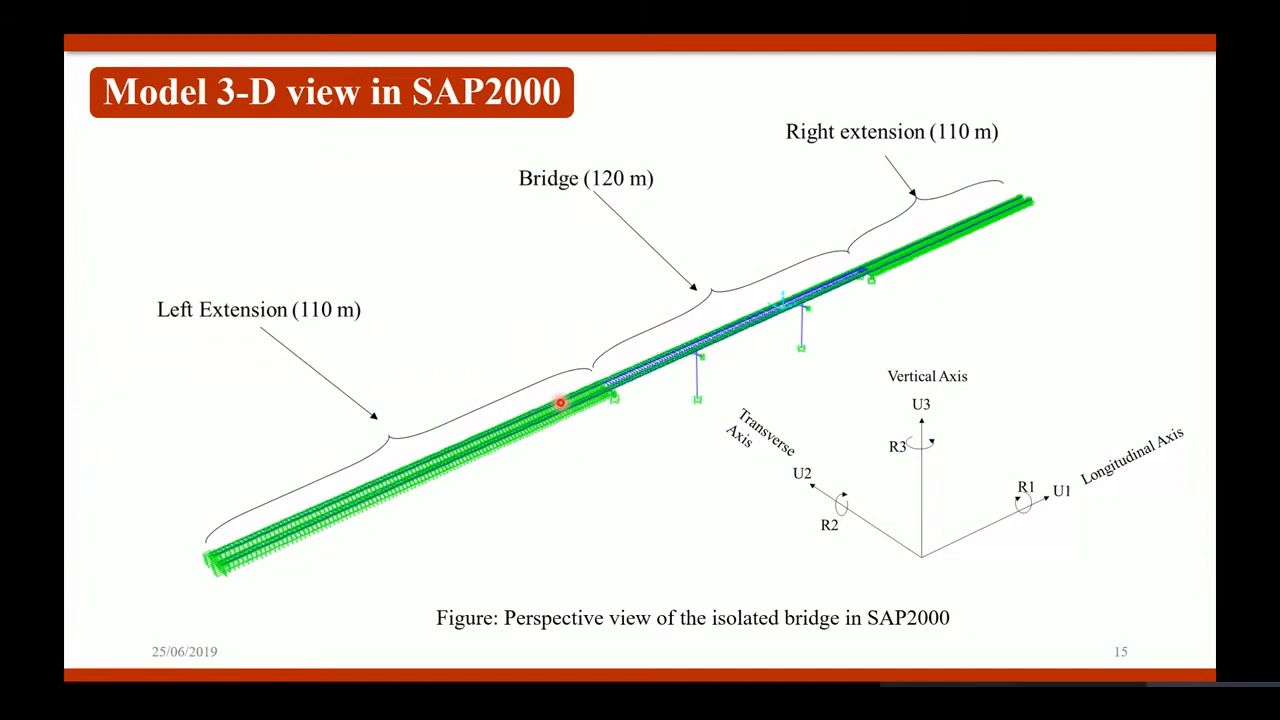 Model 3-D view in SAP2000
Right extension (110 m)
Bridge (120 m)
Left Extension (110 m)
Vertical Axis
U3
R3
Transverse
Axis
U2
R2
Longitudinal Axis
R1
U1
Figure: Perspective view of the isolated bridge in SAP2000
25/06/2019
15